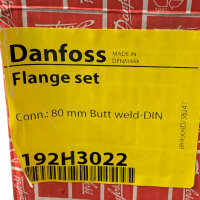 Danfoss
MADE IN
DENMARK
Flange set
Conn.: 80 mm Butt weld-DIN
192H3022